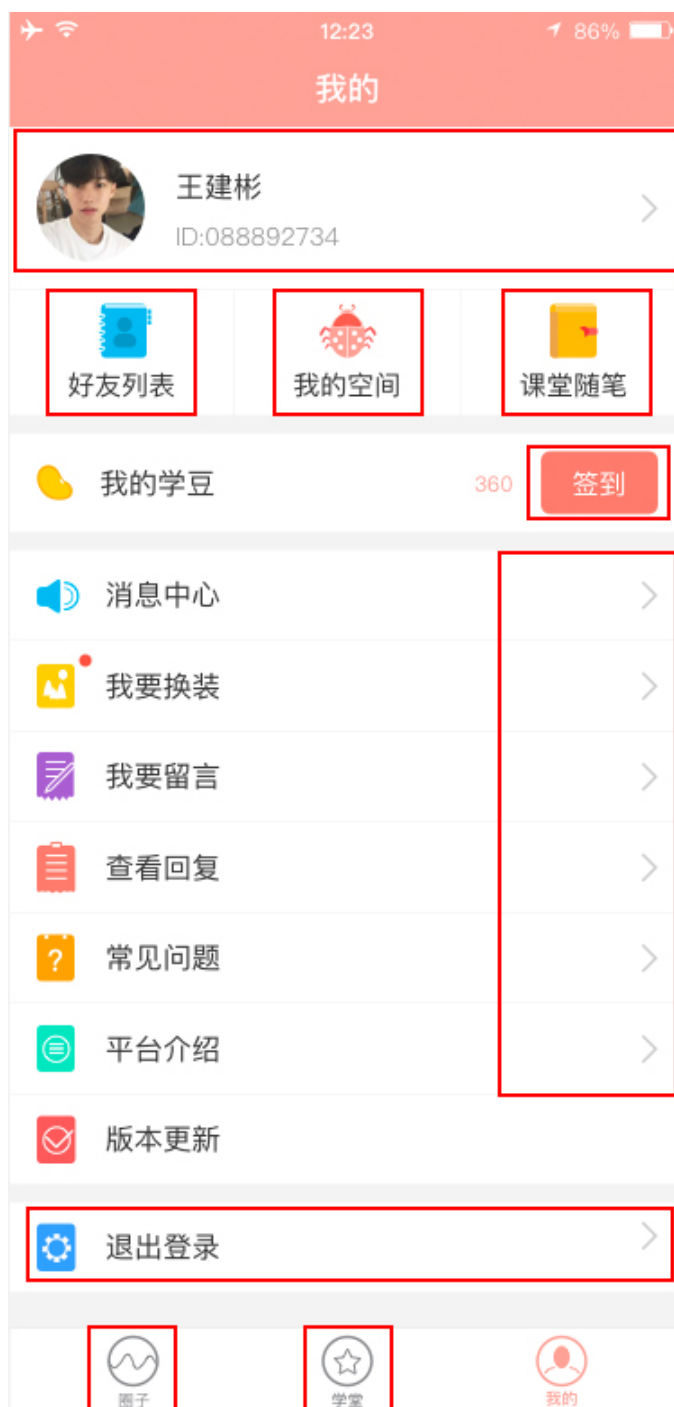 12:23 86%
我的
王建彬
ID:088892734
好友列表 我的空间 课堂随笔
我的学豆 360 签到
消息中心
我要换装
我要留言
查看回复
? 常见问题
平台介绍
版本更新
退出登录
圈子 学堂 我的